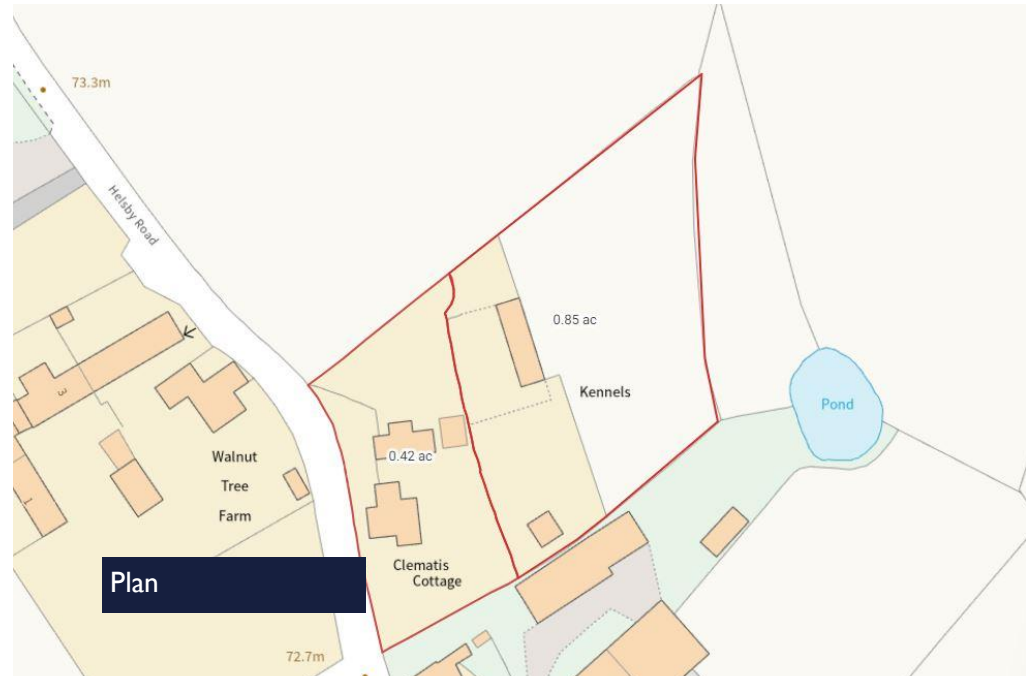 73.3m
Helsby Road
0.85 ac
Kennels
Pond
3
Walnut
Tree
Farm
0.42 ac
1
Clematis
Cottage
Plan
72.7m